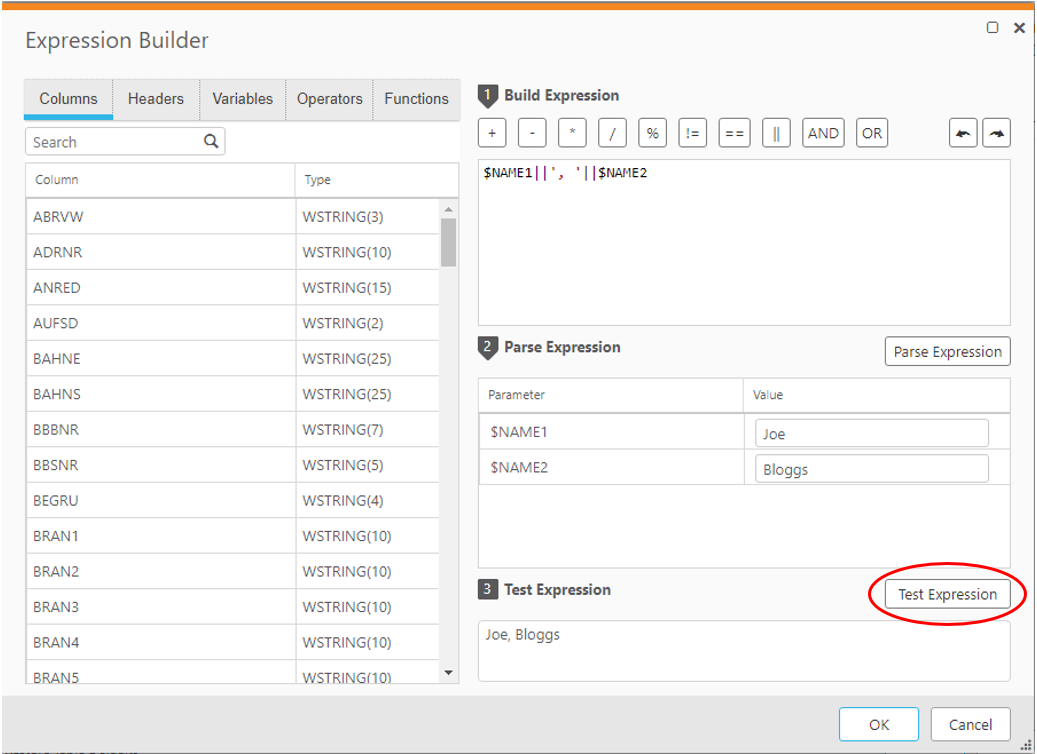 Expression Builder
Columns Headers Variables Operators Functions
Search
Column Type
ABRVW WSTRING(3)
ADRNR WSTRING(10)
ANRED WSTRING(15)
AUFSD WSTRING(2)
BAHNE WSTRING(25)
BAHNS WSTRING(25)
BBBNR WSTRING(7)
BBSNR WSTRING(5)
BEGRU WSTRING(4)
BRAN1 WSTRING(10)
BRAN2 WSTRING(10)
BRAN3 WSTRING(10)
BRAN4 WSTRING(10)
BRAN5 WSTRING(10)
1 Build Expression
+ - * / % != == || AND OR
$NAME1||', '||$NAME2
2 Parse Expression Parse Expression
Parameter Value
$NAME1 Joe
$NAME2 Bloggs
3 Test Expression Test Expression
Joe, Bloggs
OK Cancel